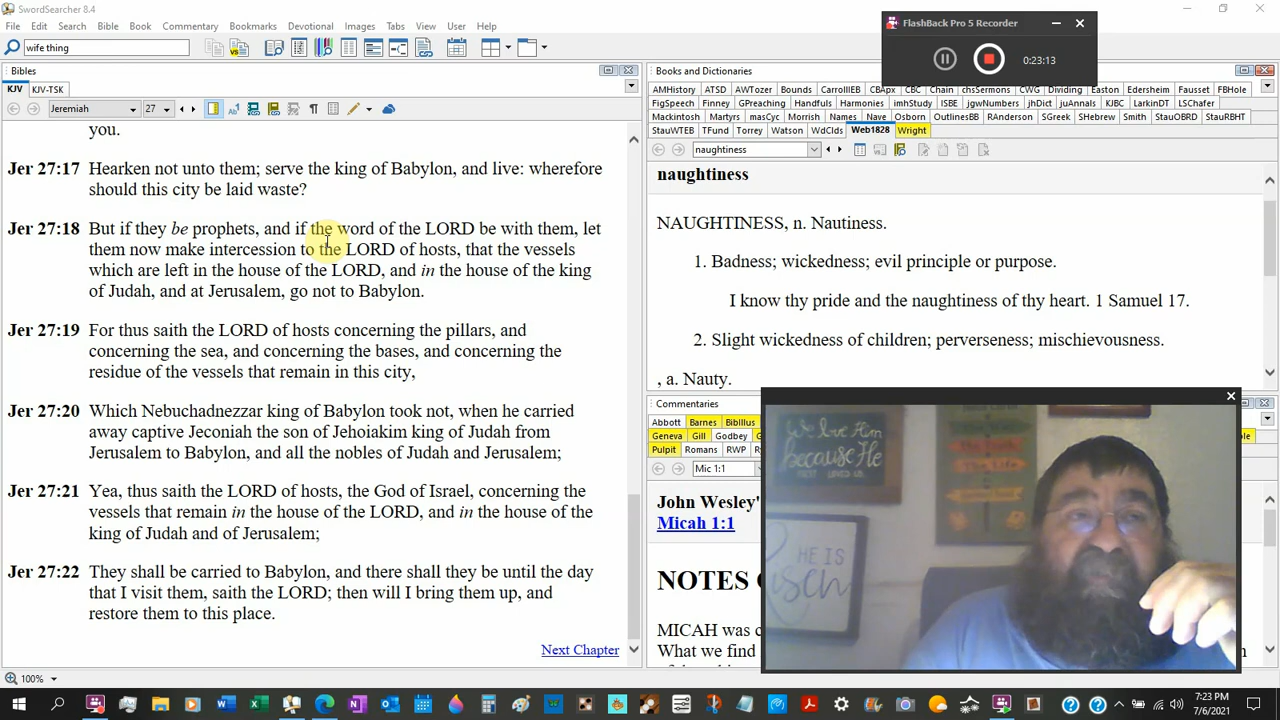 SwordSearcher 8.4
File Edit Search Bible Book Commentary Bookmarks Devotional Images Tabs View User Help
wife thing
Bibles
KJV KJV-TSK
Jeremiah 27
you.
Jer 27:17 Hearken not unto them; serve the king of Babylon, and live: wherefore
should this city be laid waste?
Jer 27:18 But if they be prophets, and if the word of the LORD be with them, let
them now make intercession to the LORD of hosts, that the vessels
which are left in the house of the LORD, and in the house of the king
of Judah, and at Jerusalem, go not to Babylon.
Jer 27:19 For thus saith the LORD of hosts concerning the pillars, and
concerning the sea, and concerning the bases, and concerning the
residue of the vessels that remain in this city,
Jer 27:20 Which Nebuchadnezzar king of Babylon took not, when he carried
away captive Jeconiah the son of Jehoiakim king of Judah from
Jerusalem to Babylon, and all the nobles of Judah and Jerusalem;
Jer 27:21 Yea, thus saith the LORD of hosts, the God of Israel, concerning the
vessels that remain in the house of the LORD, and in the house of the
king of Judah and of Jerusalem;
Jer 27:22 They shall be carried to Babylon, and there shall they be until the day
that I visit them, saith the LORD; then will I bring them up, and
restore them to this place.
Next Chapter
100%
FlashBack Pro 5 Recorder
0:23:13
Books and Dictionaries
AMHistory ATSD AWTozer Bounds CarrollIEB CBApx CBC Chain chsSermons CWG Dividing Easton Edersheim Fausset FBHole
FigSpeech Finney GPreaching Handfuls Harmonies imhStudy ISBE jgwNumbers jhDict juAnnals KJBC LarkinDT LSChafer
Mackintosh Martyrs masCyc Morrish Names Nave Osborn OutlinesBB RAnderson SGreek SHebrew Smith StauOBRD StauRBHT
StauWTEB TFund Torrey Watson WdClds Web1828 Wright
naughtiness
naughtiness
NAUGHTINESS, n. Nautiness.
1. Badness; wickedness; evil principle or purpose.
I know thy pride and the naughtiness of thy heart. 1 Samuel 17.
2. Slight wickedness of children; perverseness; mischievousness.
, a. Nauty.
Commentaries
Abbott Barnes
Geneva Gill Godbey
Pulpit Romans RWP
Mic 1:1
John Wesley'
Micah 1:1
NOTES
MICAH was
What we find
We love Him
because He
FIRST LOVED US.
The Life
HE IS
7:23 PM
7/6/2021